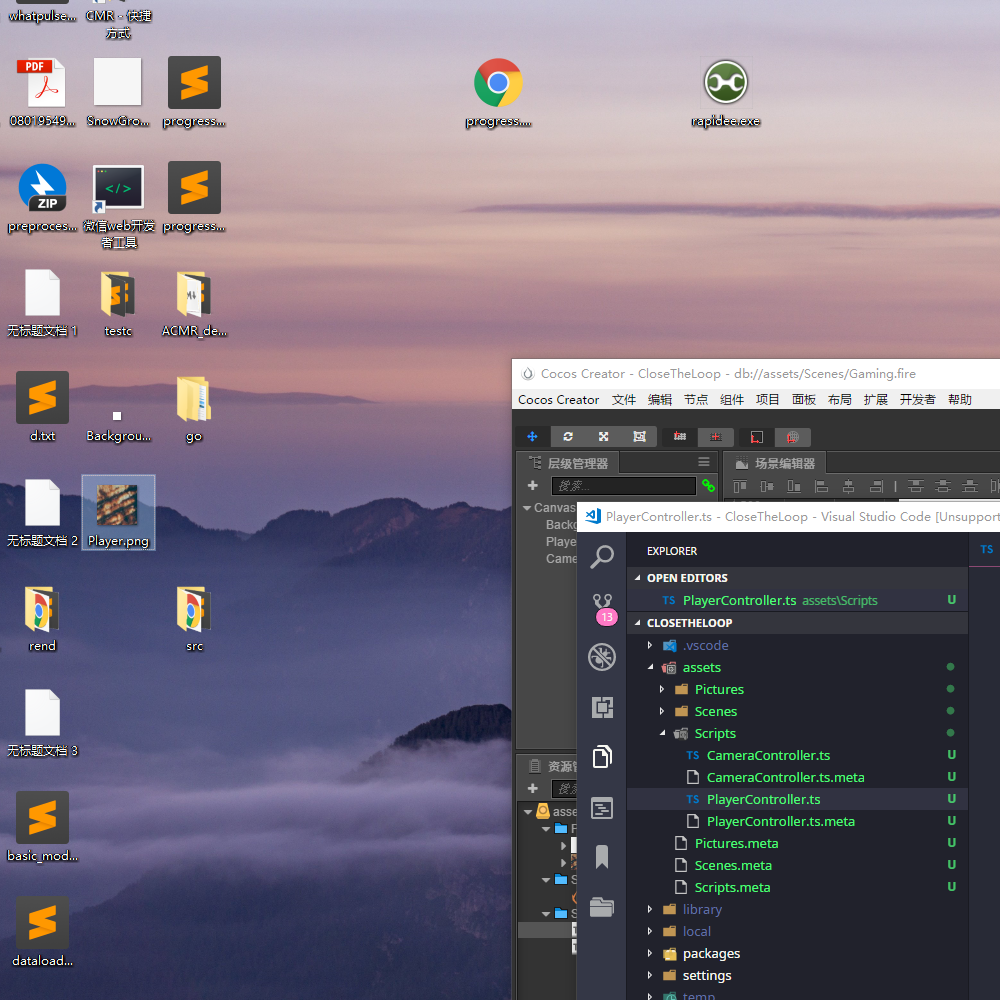 whatpulse...
CMR - 快捷
方式
PDF
08019549...
SnowGro...
progress...
progress....
rapidee.exe
ZIP
</>
preproces...
微信web开发
者工具
progress...
无标题文档 1
testc
ACMR_de...
d.txt
Backgrou...
go
无标题文档 2
Player.png
rend
src
无标题文档 3
basic_mod...
dataload...
Cocos Creator - CloseTheLoop - db://assets/Scenes/Gaming.fire
Cocos Creator 文件 编辑 节点 组件 项目 面板 布局 扩展 开发者 帮助
层级管理器
场景编辑器
搜索...
Canvas
Backg
Playe
Came
资源管
搜索
asse
PlayerController.ts - CloseTheLoop - Visual Studio Code [Unsupport
EXPLORER
TS
OPEN EDITORS
TS PlayerController.ts assets\Scripts U
13
CLOSETHELOOP
.vscode
assets
Pictures
Scenes
Scripts
TS CameraController.ts U
CameraController.ts.meta U
TS PlayerController.ts U
PlayerController.ts.meta U
Pictures.meta U
Scenes.meta U
Scripts.meta U
library
local
packages
settings
temp